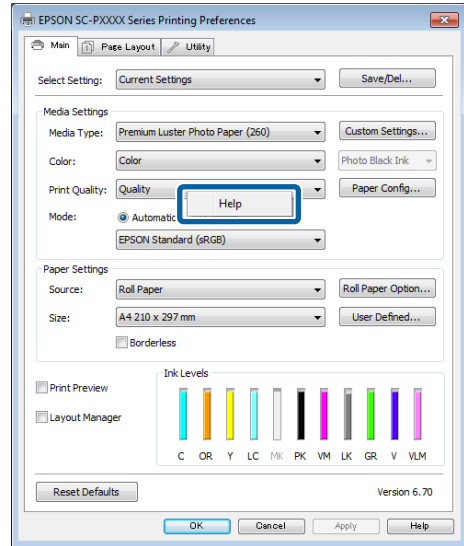 EPSON SC-PXXXX Series Printing Preferences
Main Page Layout Utility
Select Setting: Current Settings Save/Del...
Media Settings
Media Type: Premium Luster Photo Paper (260) Custom Settings...
Color: Color Photo Black Ink
Print Quality: Quality Paper Config...
Help
Mode: Automatic
EPSON Standard (sRGB)
Paper Settings
Source: Roll Paper Roll Paper Option...
Size: A4 210 x 297 mm User Defined...
Borderless
Ink Levels
Print Preview
Layout Manager
C OR Y LC MK PK VM LK GR V VLM
Reset Defaults Version 6.70
OK Cancel Apply Help